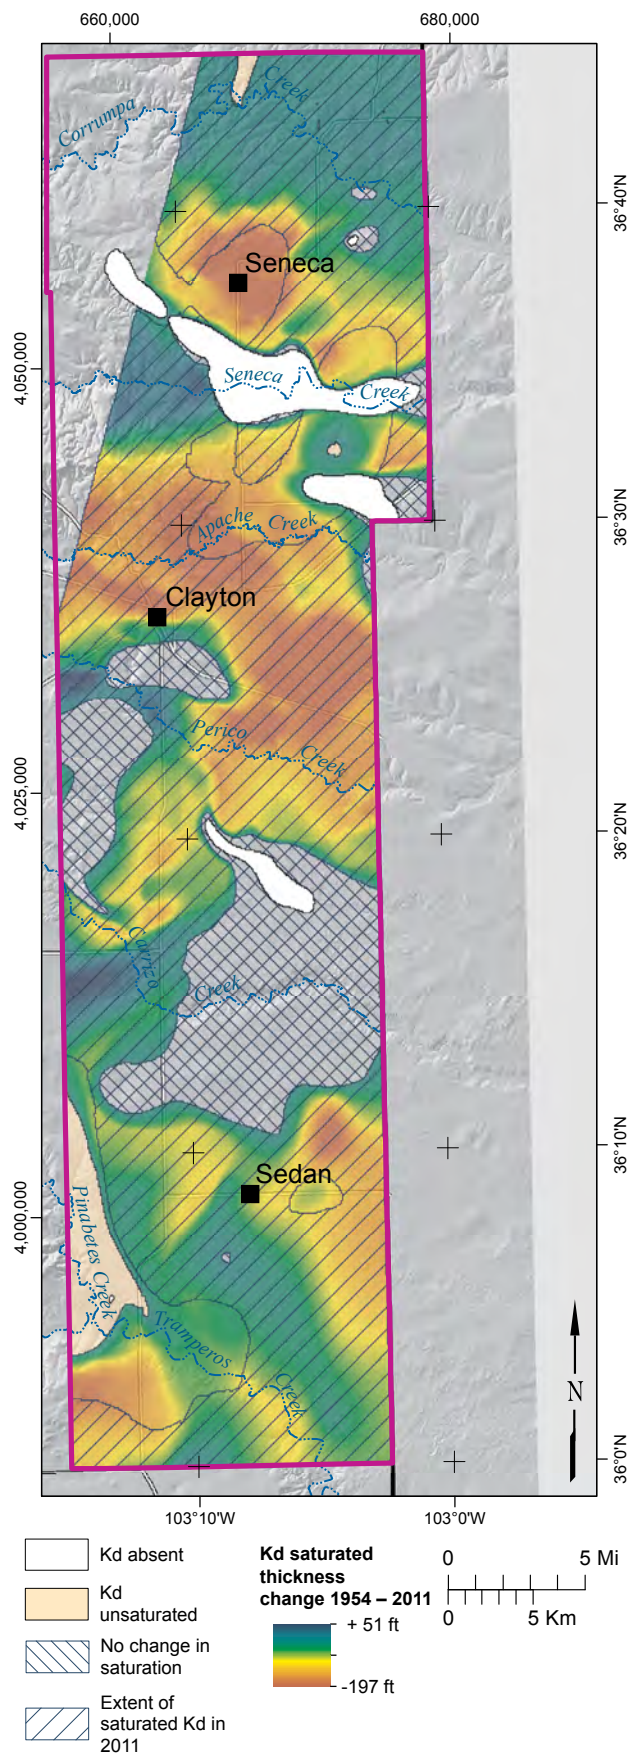 660,000
680,000
Corrumpa
Creek
36°40'N
Seneca
4,050,000
Seneca
Creek
36°30'N
Apache
Creek
Clayton
Perico
Creek
4,025,000
36°20'N
Carrizo
Creek
36°10'N
Sedan
4,000,000
Pinabetes Creek
Tramperos
Creek
N
36°0'N
103°10'W
103°0'W
Kd absent
Kd
unsaturated
No change in
saturation
Extent of
saturated Kd in
2011
Kd saturated
thickness
change 1954 – 2011
+ 51 ft
-197 ft
0
5 Mi
0
5 Km